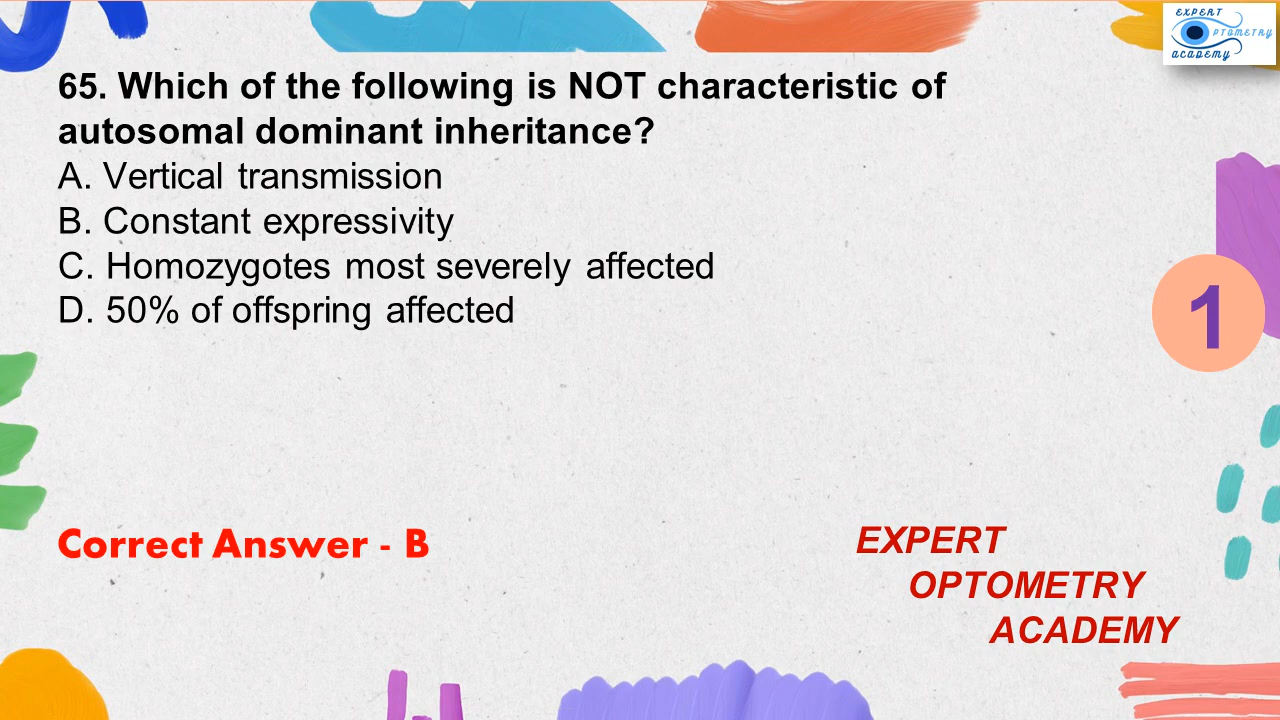 EXPERT
PTOMETRY
academy
65. Which of the following is NOT characteristic of
autosomal dominant inheritance?
A. Vertical transmission
B. Constant expressivity
C. Homozygotes most severely affected
D. 50% of offspring affected
1
Correct Answer - B
EXPERT
OPTOMETRY
ACADEMY